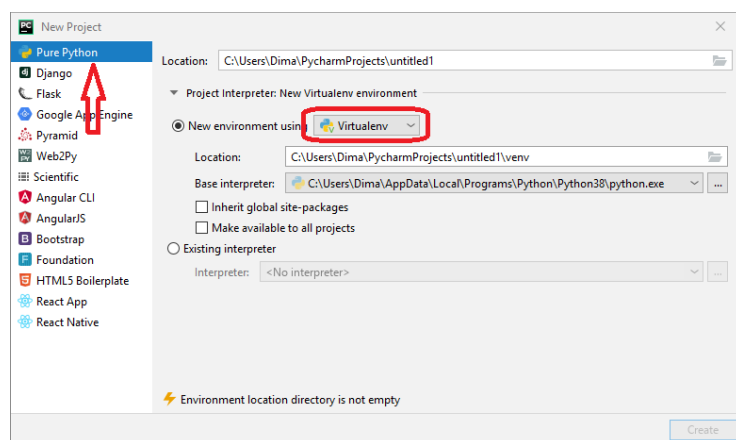 New Project
Pure Python
Django
Flask
Google App Engine
Pyramid
Web2Py
Scientific
Angular CLI
AngularJS
Bootstrap
Foundation
HTML5 Boilerplate
React App
React Native
Location: C:\Users\Dima\PycharmProjects\untitled1
Project Interpreter: New Virtualenv environment
New environment using Virtualenv
Location: C:\Users\Dima\PycharmProjects\untitled1\venv
Base interpreter: C:\Users\Dima\AppData\Local\Programs\Python\Python38\python.exe ...
Inherit global site-packages
Make available to all projects
Existing interpreter
Interpreter: <No interpreter> ...
Environment location directory is not empty
Create